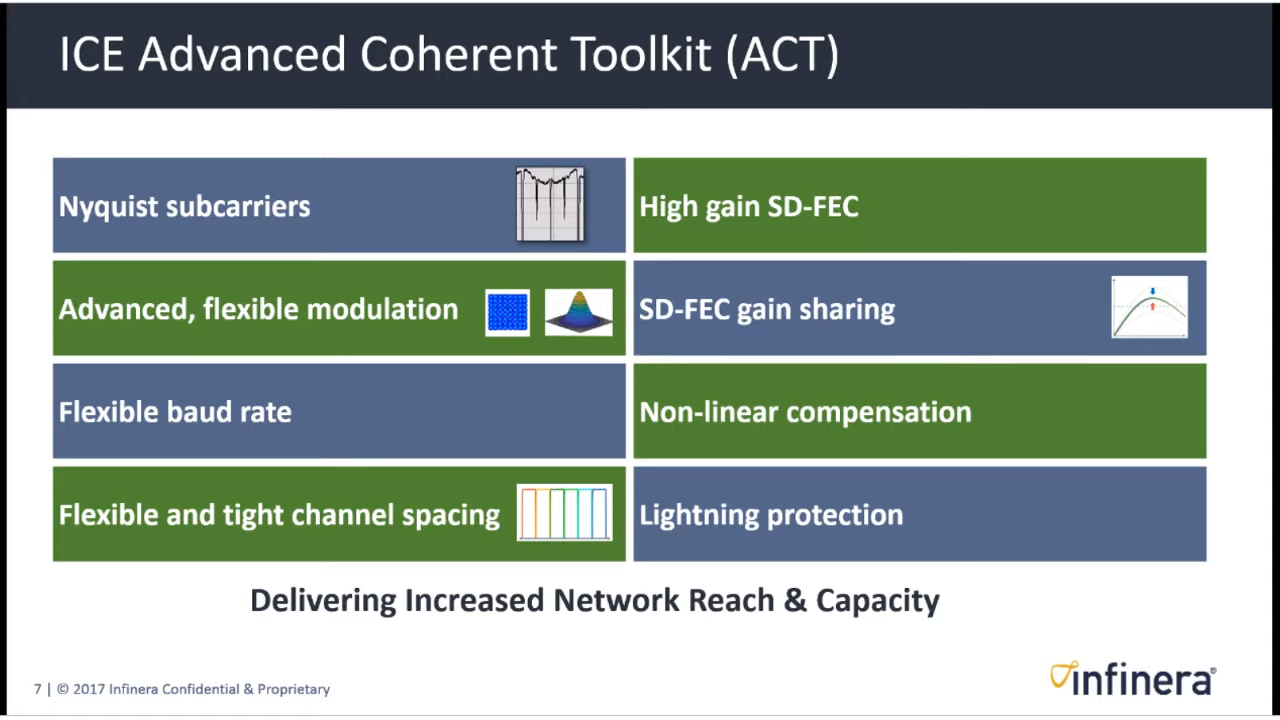 ICE Advanced Coherent Toolkit (ACT)
Nyquist subcarriers
High gain SD-FEC
Advanced, flexible modulation
SD-FEC gain sharing
Flexible baud rate
Non-linear compensation
Flexible and tight channel spacing
Lightning protection
Delivering Increased Network Reach & Capacity
7 | © 2017 Infinera Confidential & Proprietary
infinera®